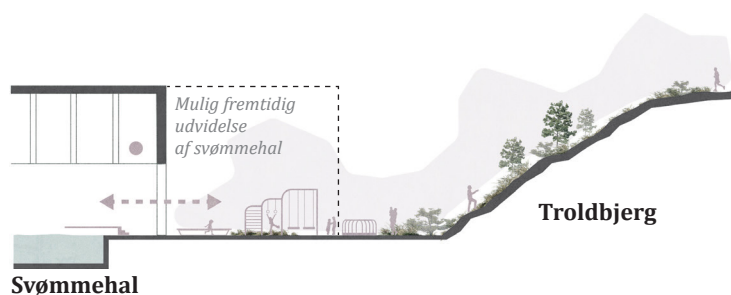 Mulig fremtidig
udvidelse
af svømmehal
Troldbjerg
Svømmehal